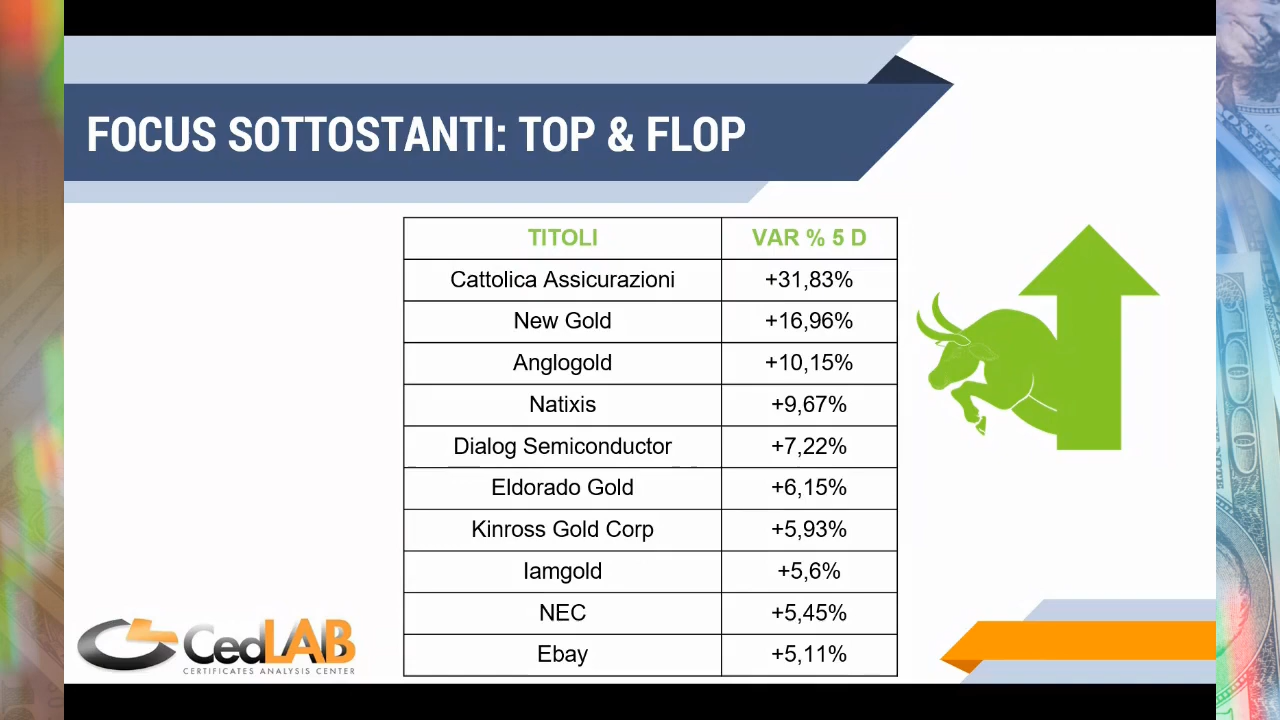 FOCUS SOTTOSTANTI: TOP & FLOP
TITOLI VAR % 5 D
Cattolica Assicurazioni +31,83%
New Gold +16,96%
Anglogold +10,15%
Natixis +9,67%
Dialog Semiconductor +7,22%
Eldorado Gold +6,15%
Kinross Gold Corp +5,93%
Iamgold +5,6%
NEC +5,45%
Ebay +5,11%
CedLAB
CERTIFICATES ANALYSIS CENTER